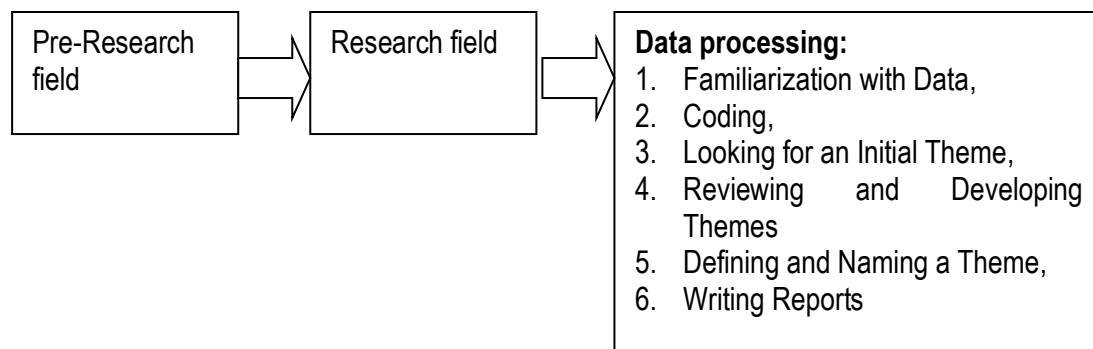 Pre-Research
field
Research field
Data processing:
1. Familiarization with Data,
2. Coding,
3. Looking for an Initial Theme,
4. Reviewing and Developing
Themes
5. Defining and Naming a Theme,
6. Writing Reports